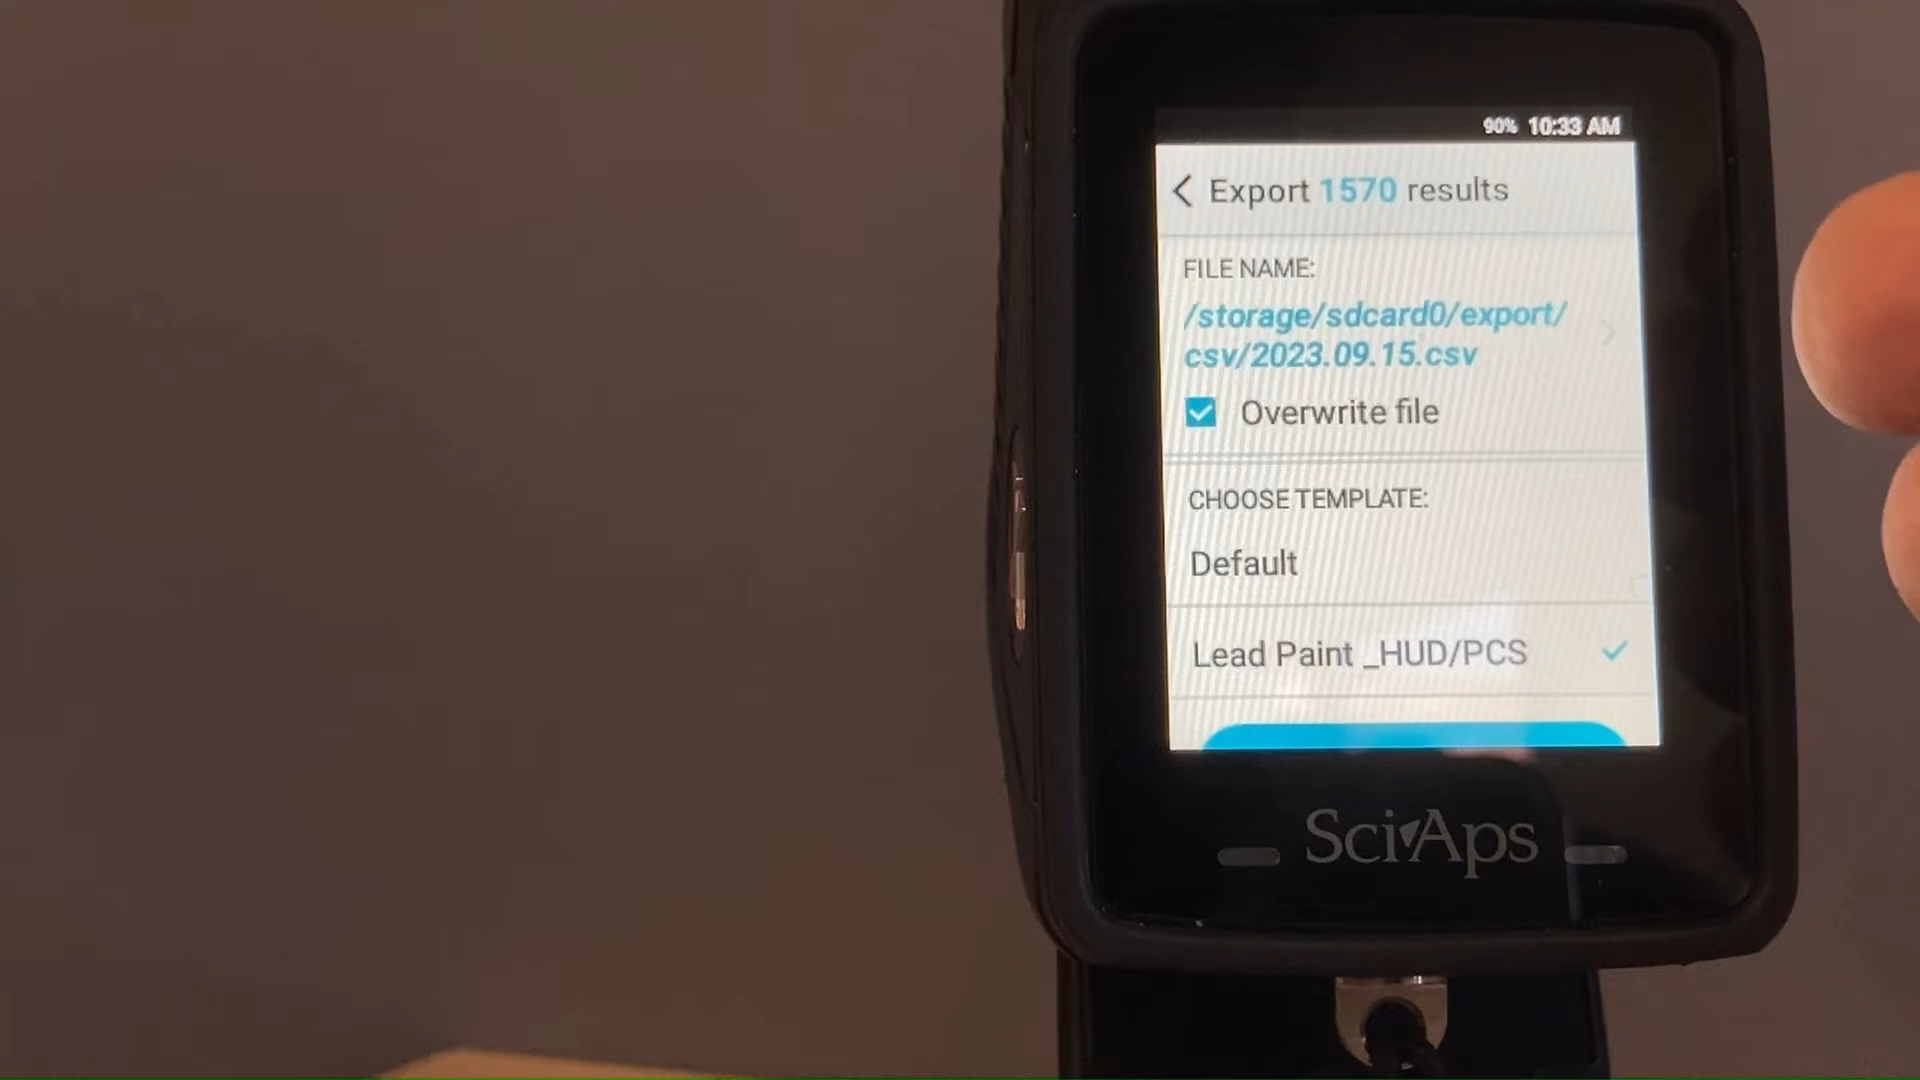 90% 10:33 AM
Export 1570 results
FILE NAME:
/storage/sdcard0/export/
csv/2023.09.15.csv
Overwrite file
CHOOSE TEMPLATE:
Default
Lead Paint _HUD/PCS
SciAps